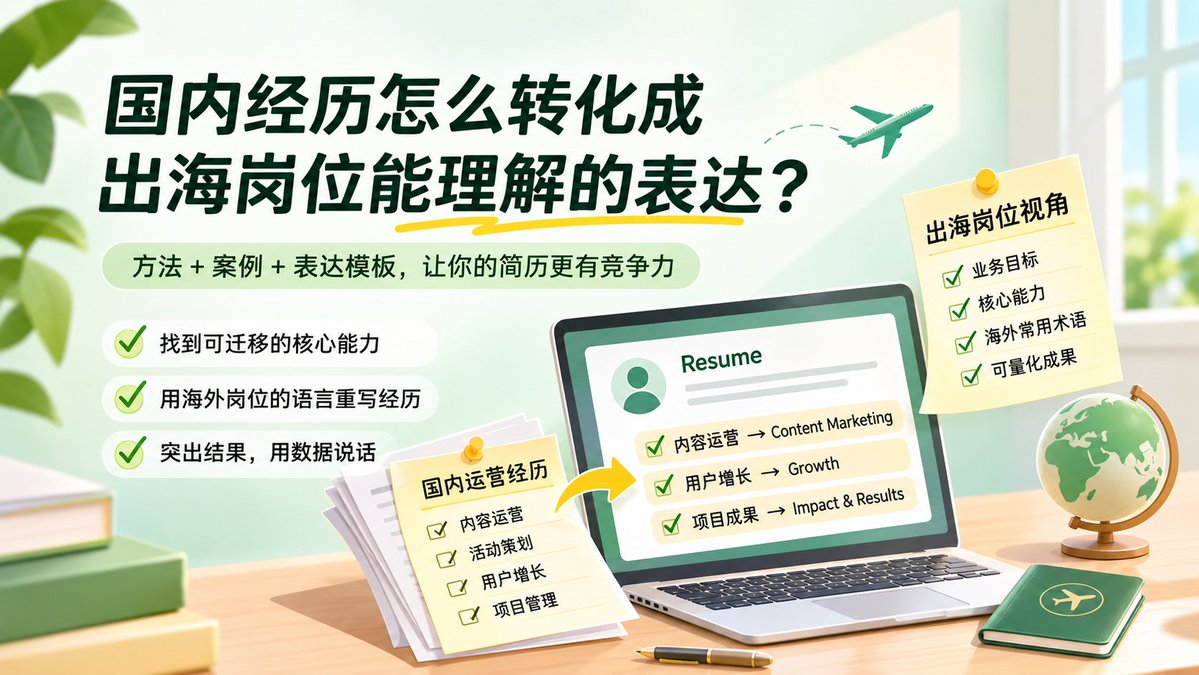 国内经历怎么转化成
出海岗位能理解的表达？
方法 + 案例 + 表达模板，让你的简历更有竞争力
找到可迁移的核心能力
用海外岗位的语言重写经历
突出结果，用数据说话
国内运营经历
内容运营
活动策划
用户增长
项目管理
Resume
内容运营 → Content Marketing
用户增长 → Growth
项目成果 → Impact & Results
出海岗位视角
业务目标
核心能力
海外常用术语
可量化成果